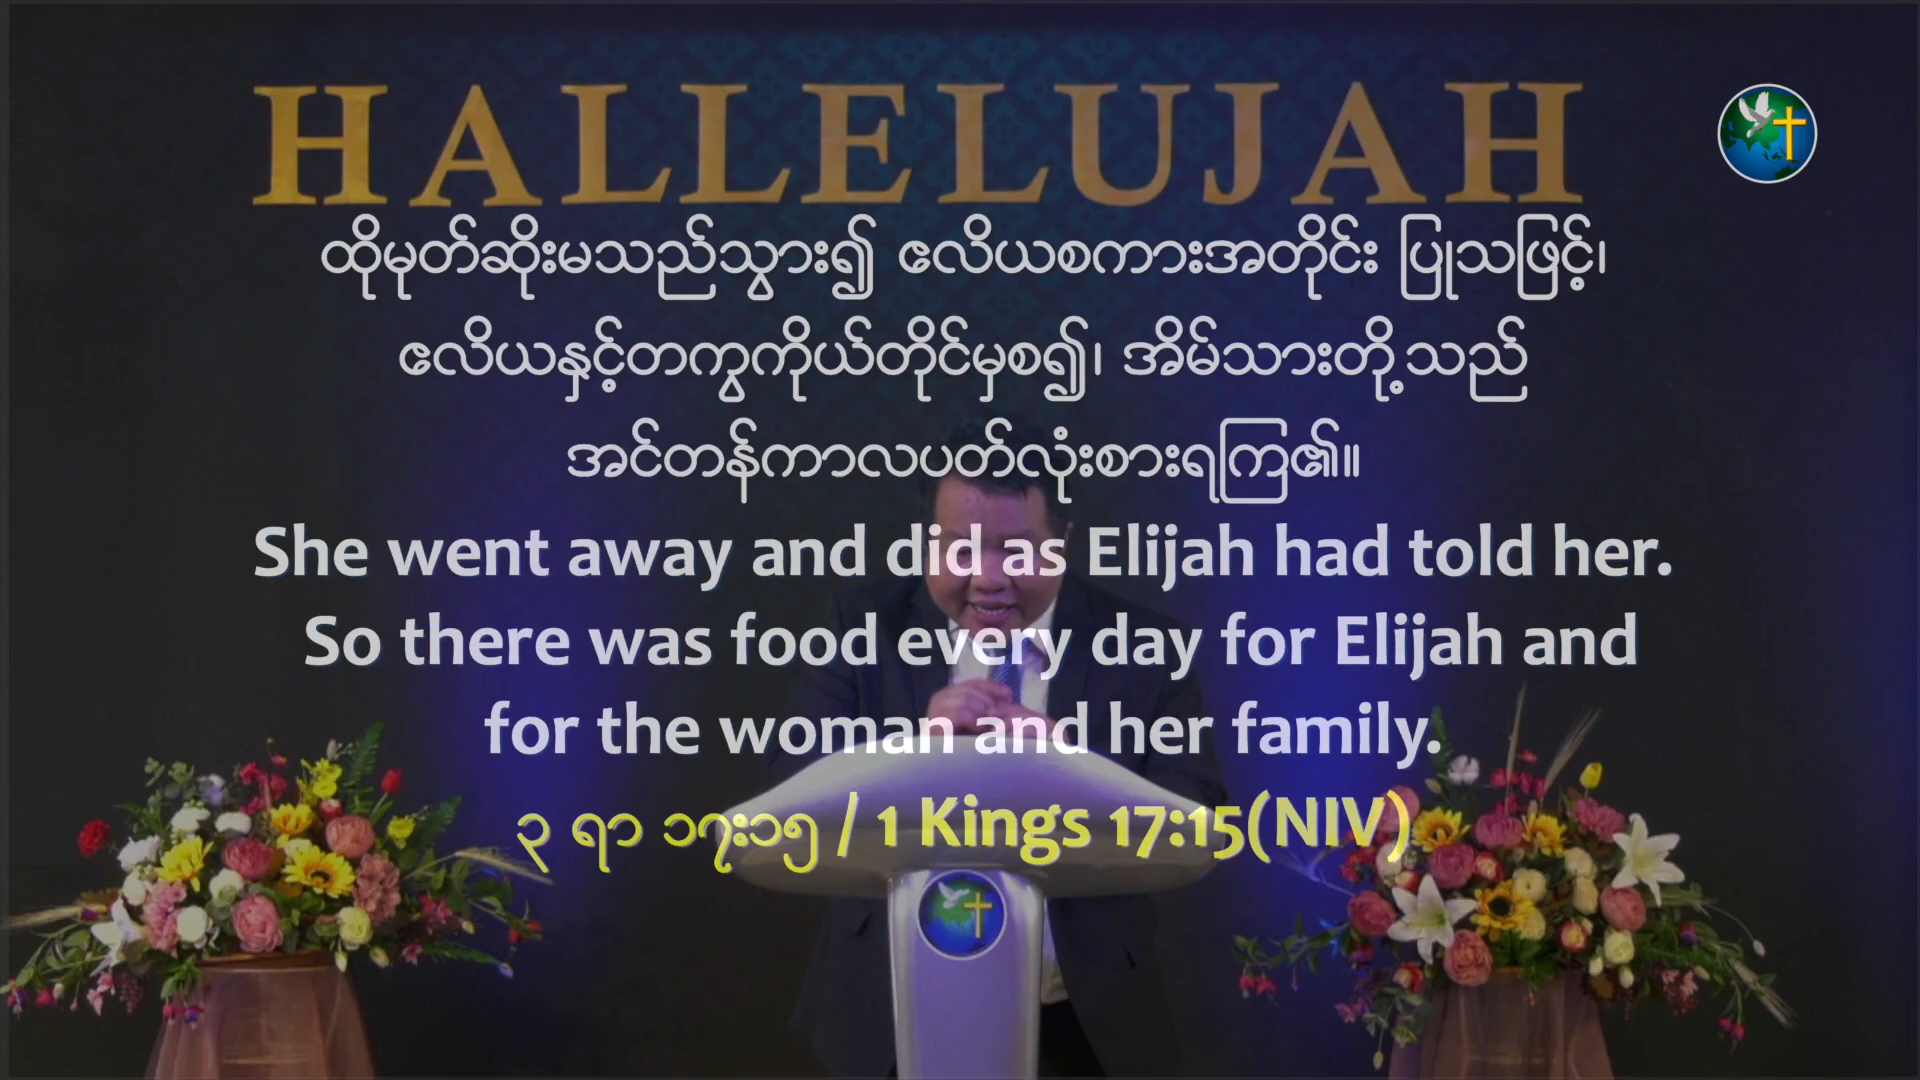 HALLELUJAH
ထိုမုတ်ဆိုးမသည်သွား၍ ဧလိယစကားအတိုင်း ပြုသဖြင့်၊
ဧလိယနှင့်တကွကိုယ်တိုင်မှစ၍၊ အိမ်သားတို့သည်
အင်တန်ကာလပတ်လုံးစားရကြ၏။
She went away and did as Elijah had told her.
So there was food every day for Elijah and
for the woman and her family.
၃ ရာ ၁၇း၁၅ / 1 Kings 17:15(NIV)